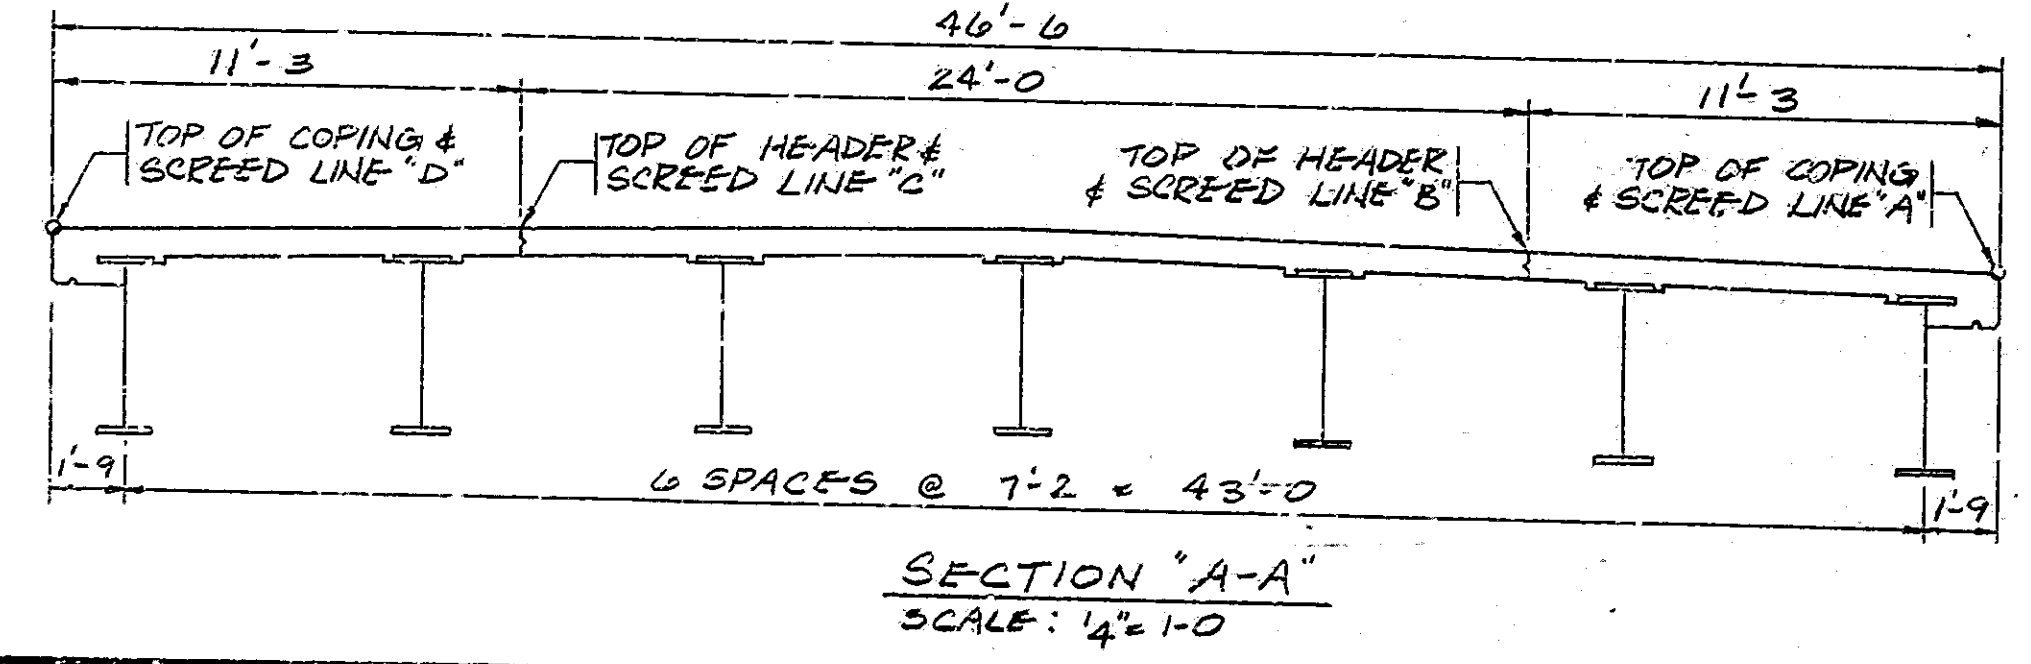 46'-6
11'-3
24'-0
11'-3
TOP OF COPING &
SCREED LINE "D"
TOP OF HEADER &
SCREED LINE "C"
TOP OF HEADER
& SCREED LINE "B"
TOP OF COPING
& SCREED LINE "A"
1'-9
6 SPACES @ 7'-2 = 43'-0
1'-9
SECTION "A-A"
SCALE: 1/4" = 1-0